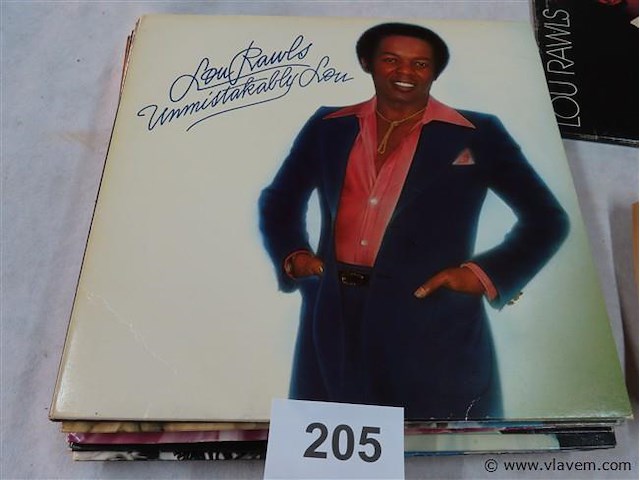 Lou Rawls
Unmistakably Lou
LOU RAWLS
205
© www.vlavem.com